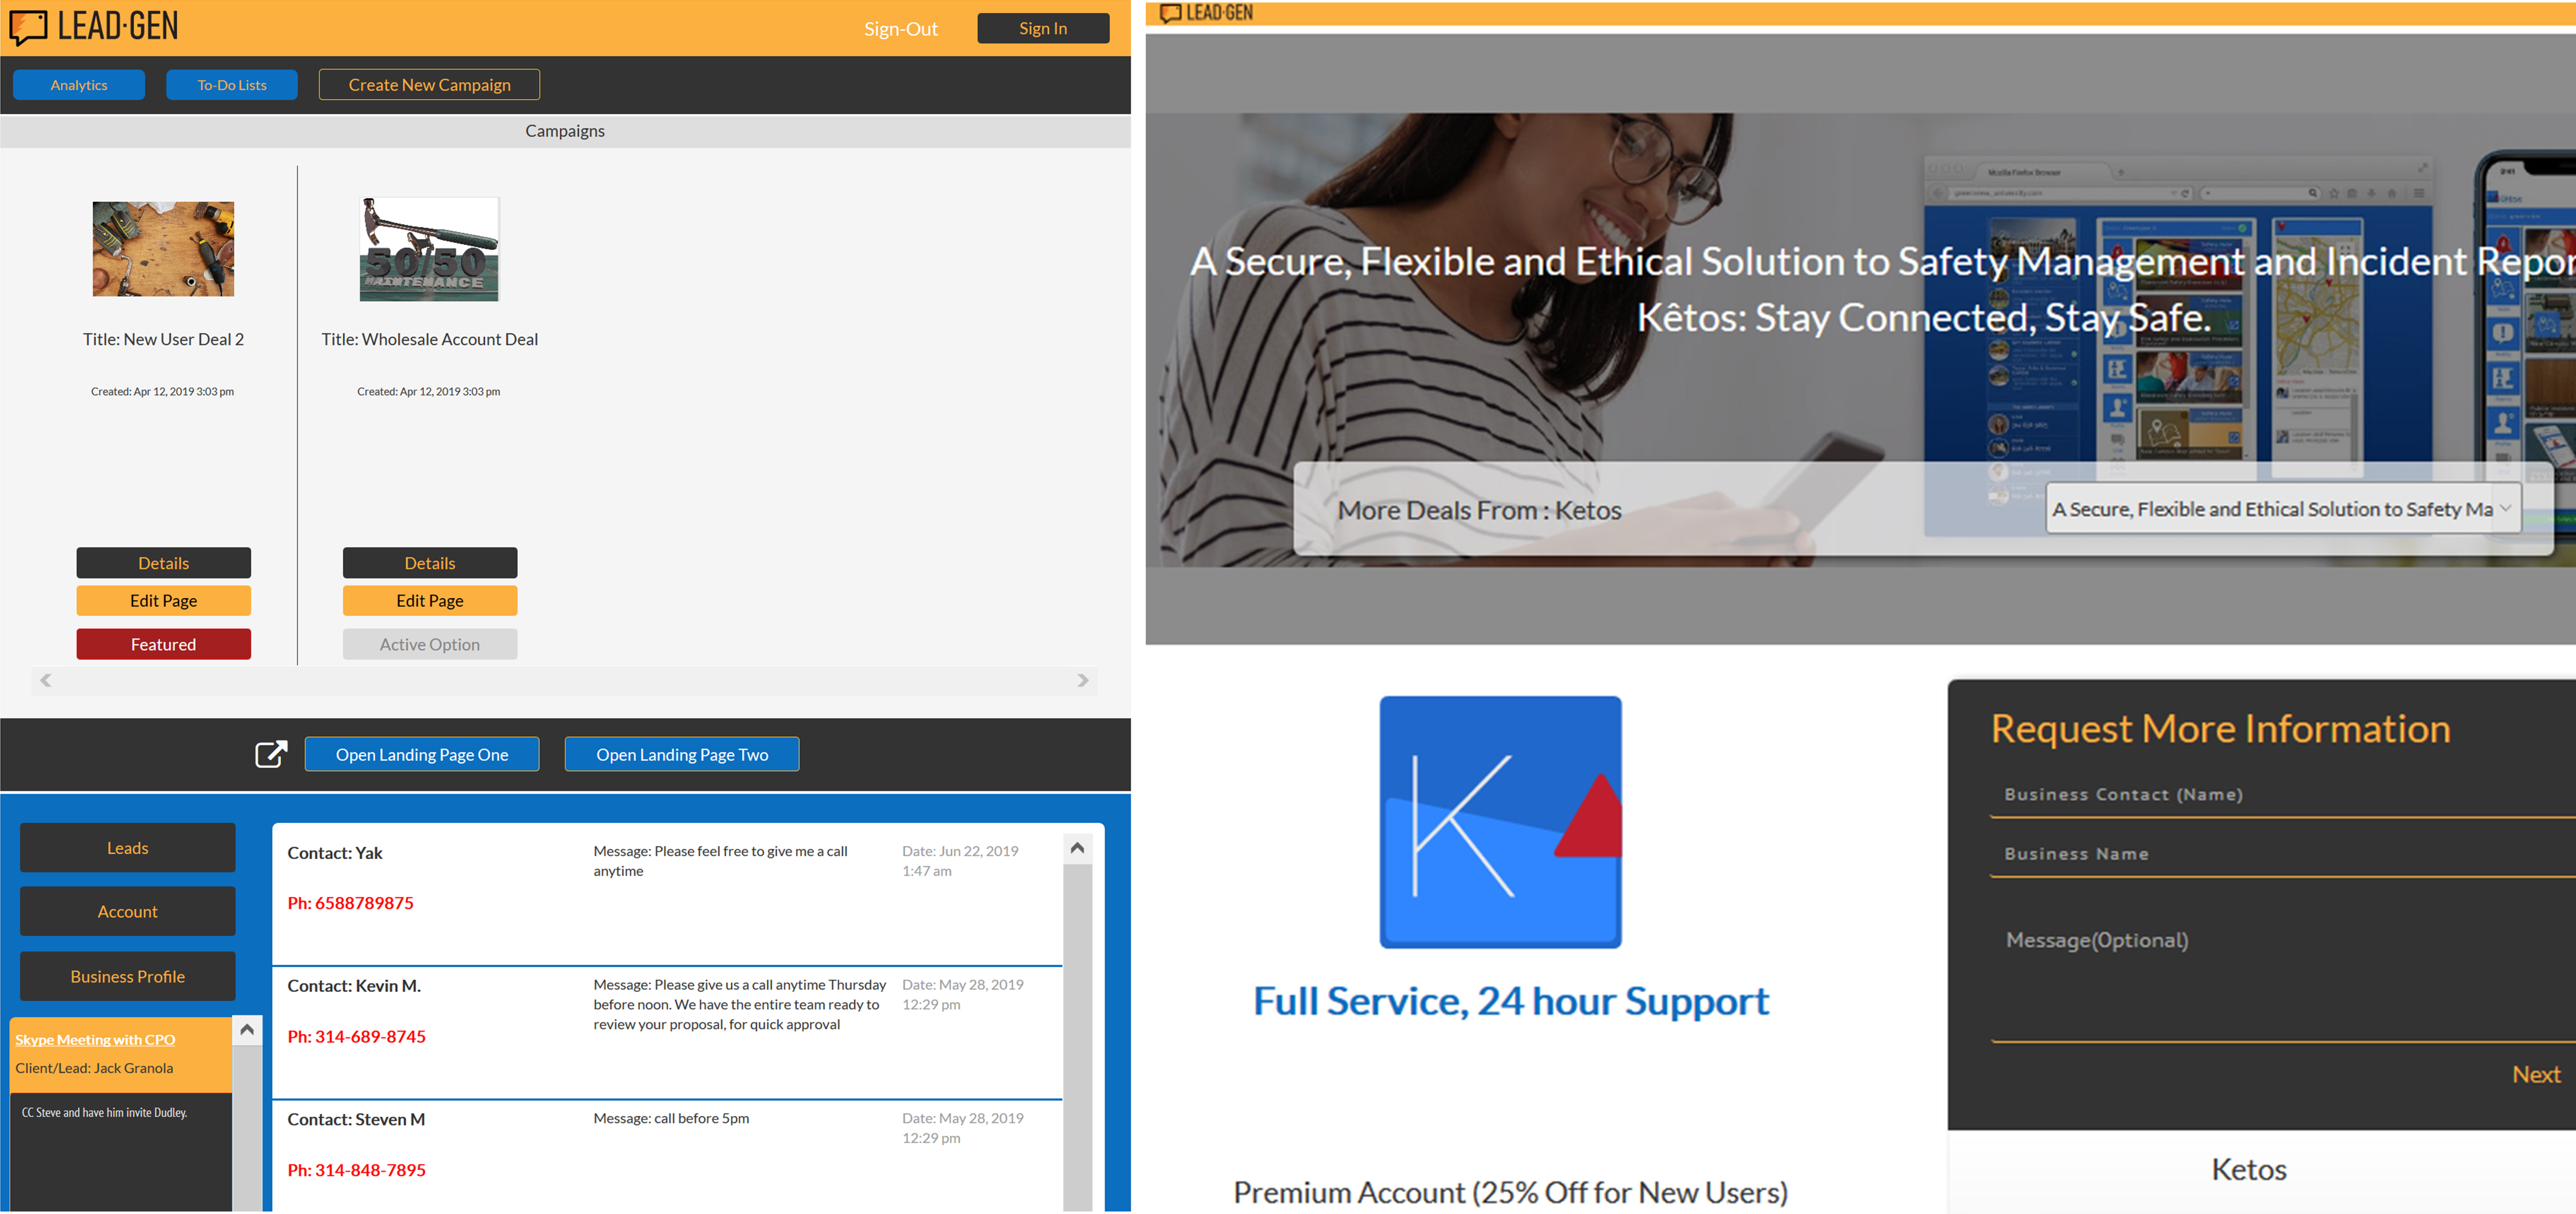 LEAD·GEN
Sign-Out
Sign In
Analytics
To-Do Lists
Create New Campaign
Campaigns
50/50
MAINTENANCE
Title: New User Deal 2
Title: Wholesale Account Deal
Created: Apr 12, 2019 3:03 pm
Created: Apr 12, 2019 3:03 pm
Details
Details
Edit Page
Edit Page
Featured
Active Option
Open Landing Page One
Open Landing Page Two
Leads
Account
Business Profile
Skype Meeting with CPO
Client/Lead: Jack Granola
CC Steve and have him invite Dudley.
Contact: Yak
Ph: 6588789875
Message: Please feel free to give me a call
anytime
Date: Jun 22, 2019
1:47 am
Contact: Kevin M.
Ph: 314-689-8745
Message: Please give us a call anytime Thursday
before noon. We have the entire team ready to
review your proposal, for quick approval
Date: May 28, 2019
12:29 pm
Contact: Steven M
Ph: 314-848-7895
Message: call before 5pm
Date: May 28, 2019
12:29 pm
LEAD·GEN
Mozilla Firefox Browser
A Secure, Flexible and Ethical Solution to Safety Management and Incident Repor
Kêtos: Stay Connected, Stay Safe.
More Deals From : Ketos
A Secure, Flexible and Ethical Solution to Safety Ma
K
Full Service, 24 hour Support
Premium Account (25% Off for New Users)
Request More Information
Business Contact (Name)
Business Name
Message(Optional)
Next
Ketos